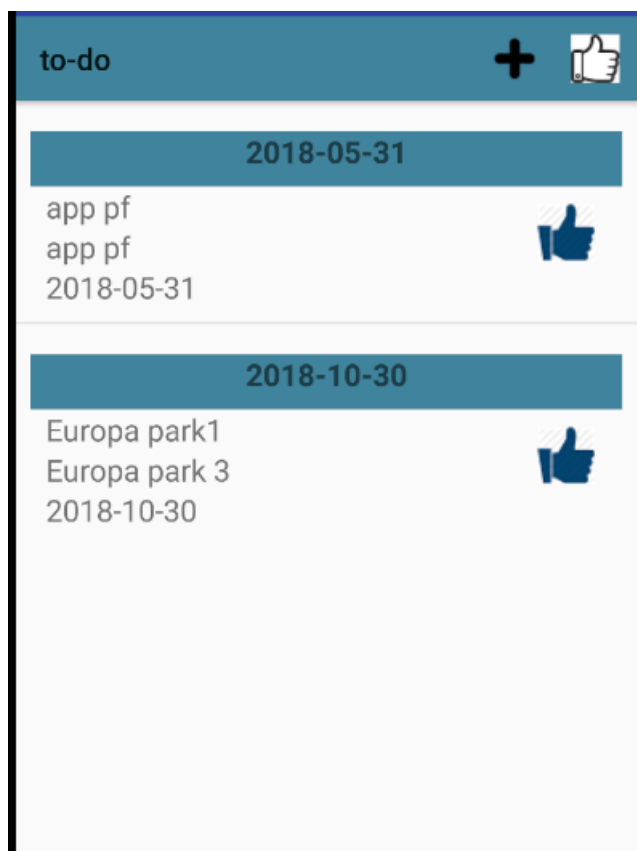 to-do
2018-05-31
app pf
app pf
2018-05-31
2018-10-30
Europa park1
Europa park 3
2018-10-30